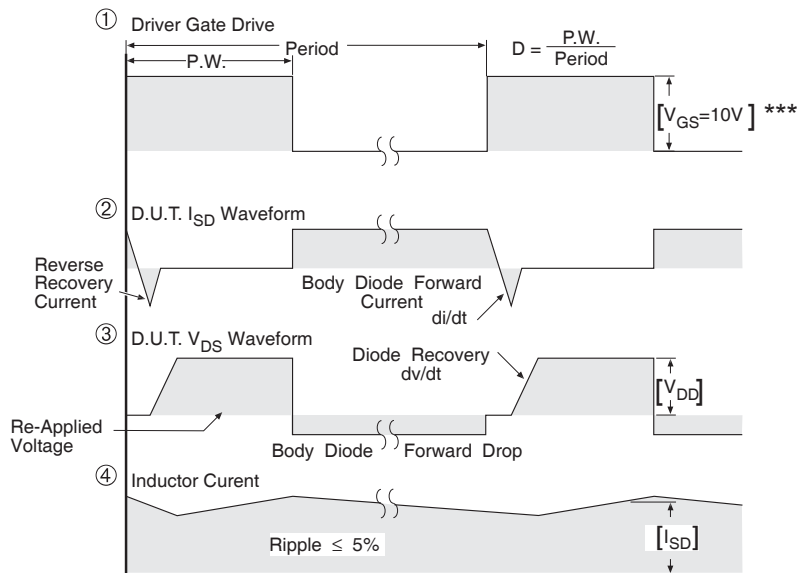 ① Driver Gate Drive
P.W.
Period
D = P.W. / Period
[V_GS=10V] ***
② D.U.T. I_SD Waveform
Reverse
Recovery
Current
Body Diode Forward
Current
di/dt
③ D.U.T. V_DS Waveform
Diode Recovery
dv/dt
[V_DD]
Re-Applied
Voltage
Body Diode Forward Drop
④ Inductor Curent
Ripple ≤ 5%
[I_SD]